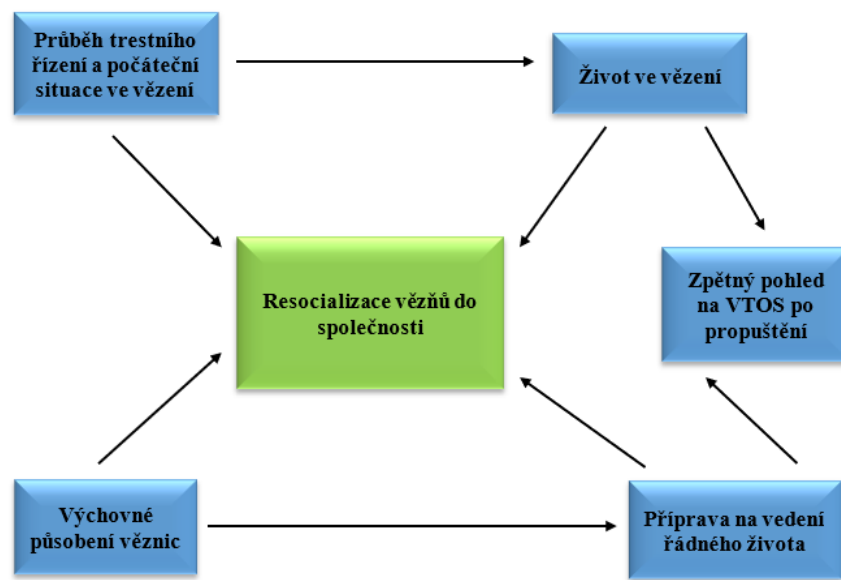 Průběh trestního
řízení a počáteční
situace ve vězení
Život ve vězení
Resocializace vězňů do
společnosti
Zpětný pohled
na VTOS po
propuštění
Výchovné
působení věznic
Příprava na vedení
řádného života